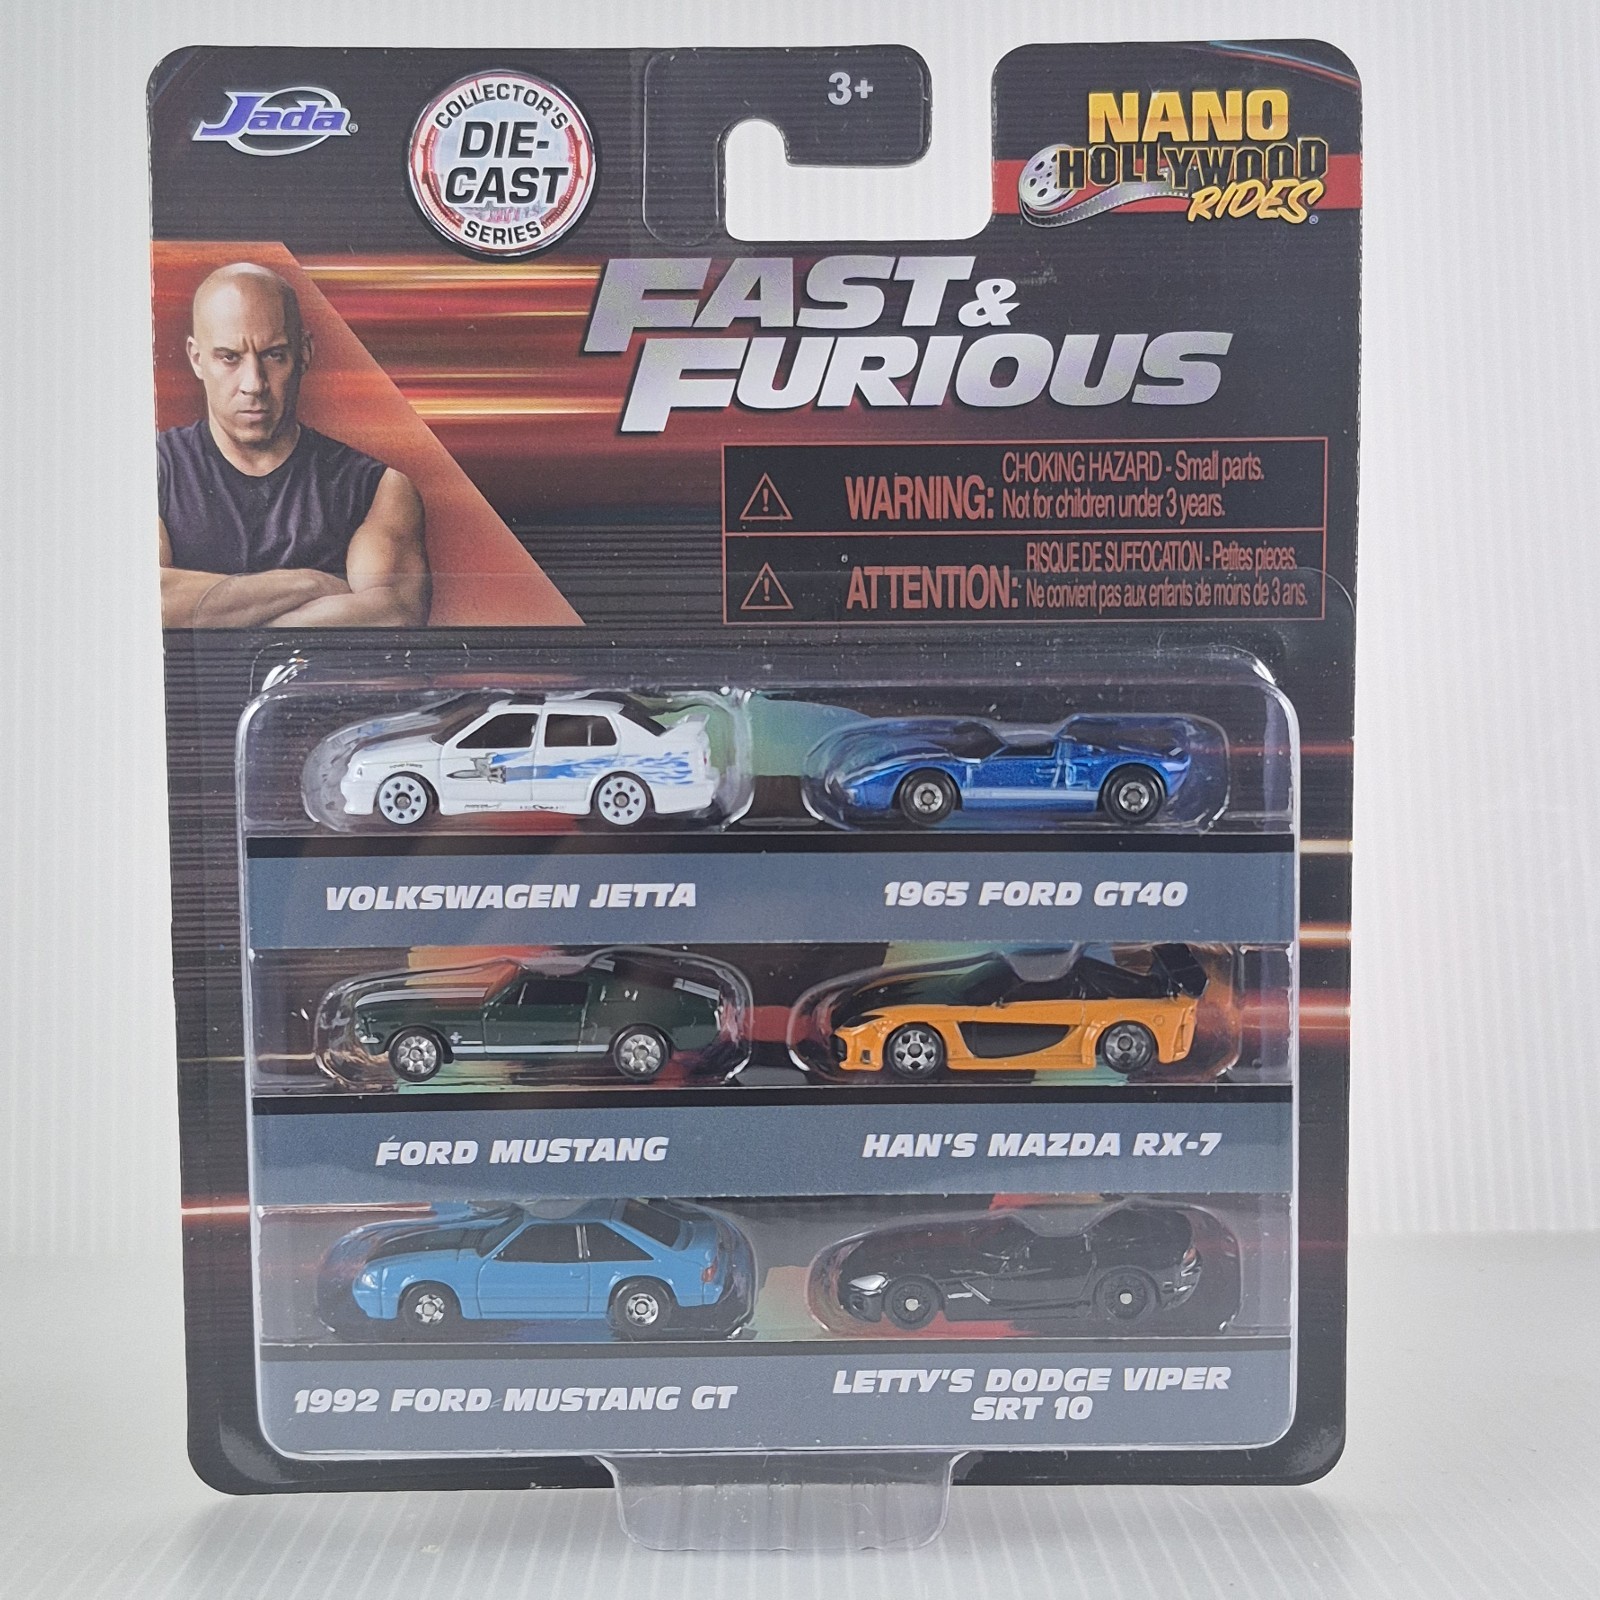 Jada®
COLLECTOR'S
DIE-
CAST
SERIES
3+
NANO
HOLLYWOOD
RIDES®
FAST &
FURIOUS
WARNING: CHOKING HAZARD - Small parts.
Not for children under 3 years.
ATTENTION: RISQUE DE SUFFOCATION - Petites pieces.
Ne convient pas aux enfants de moins de 3 ans.
VOLKSWAGEN JETTA
1965 FORD GT40
FORD MUSTANG
HAN'S MAZDA RX-7
1992 FORD MUSTANG GT
LETTY'S DODGE VIPER
SRT 10